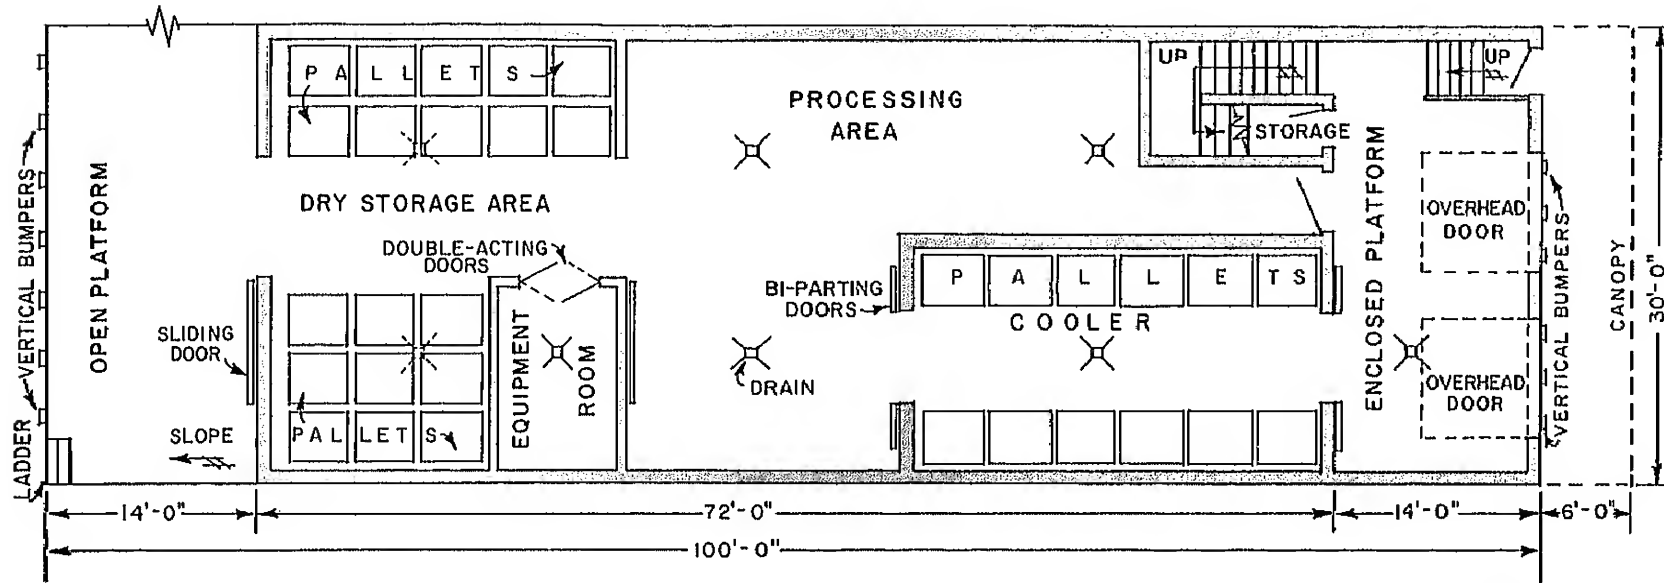 PALLETS
UP
UP
PROCESSING
AREA
STORAGE
VERTICAL BUMPERS
OPEN PLATFORM
DRY STORAGE AREA
ENCLOSED PLATFORM
OVERHEAD
DOOR
DOUBLE-ACTING
DOORS
BI-PARTING
DOORS
PALLETS
COOLER
VERTICAL BUMPERS
CANOPY
30'-0"
SLIDING
DOOR
EQUIPMENT
ROOM
DRAIN
OVERHEAD
DOOR
LADDER
SLOPE
PALLETS
14'-0"
72'-0"
14'-0"
6'-0"
100'-0"